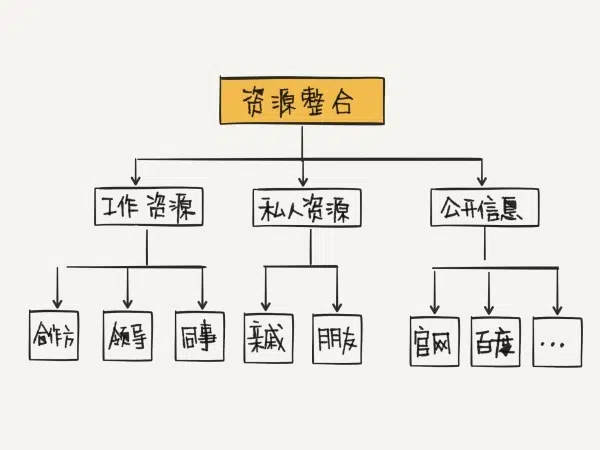 资源整合
工作资源
私人资源
公开信息
合作方
领导
同事
亲戚
朋友
官网
百度
...